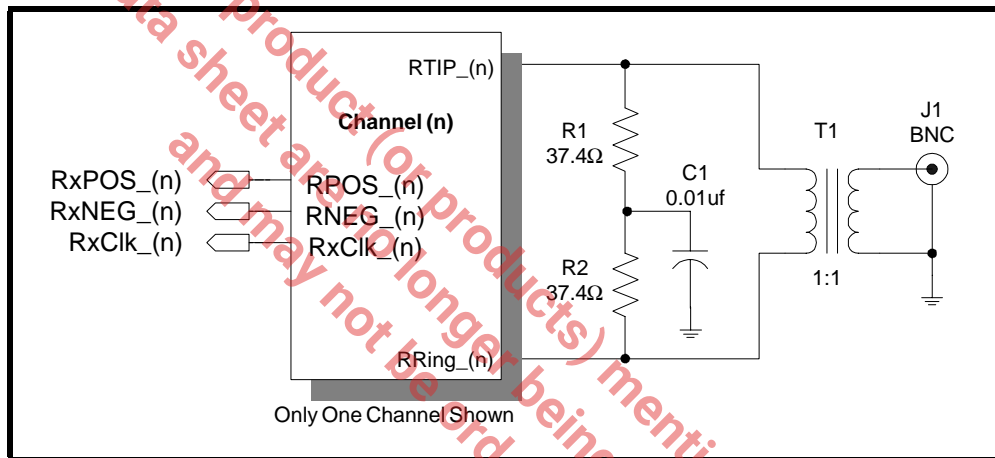 RTIP_(n)
Channel (n)
RxPOS_(n)
RPOS_(n)
RxNEG_(n)
RNEG_(n)
RxClk_(n)
RxClk_(n)
RRing_(n)
Only One Channel Shown
R1
37.4Ω
C1
0.01uf
R2
37.4Ω
T1
1:1
J1
BNC
product (or products) menti
data sheet are no longer being
and may not be ord